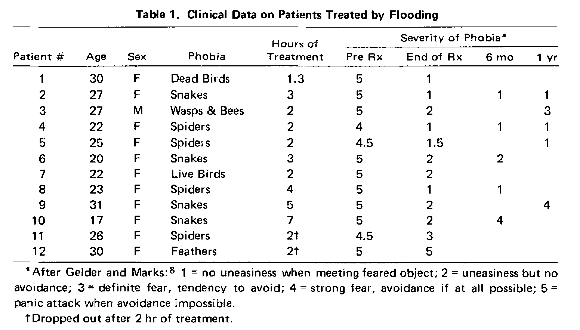 Table 1. Clinical Data on Patients Treated by Flooding
Hours of Severity of Phobia*
Patient # Age Sex Phobia Treatment Pre Rx End of Rx 6 mo 1 yr
1 30 F Dead Birds 1.3 5 1
2 27 F Snakes 3 5 1 1 1
3 27 M Wasps & Bees 2 5 2 3
4 22 F Spiders 2 4 1 1 1
5 25 F Spiders 2 4.5 1.5 1
6 20 F Snakes 3 5 2 2
7 22 F Live Birds 2 5 2
8 23 F Spiders 4 5 1 1
9 31 F Snakes 5 5 2 4
10 17 F Snakes 7 5 2 4
11 26 F Spiders 2† 4.5 3
12 30 F Feathers 2† 5 5
*After Gelder and Marks:8 1 = no uneasiness when meeting feared object; 2 = uneasiness but no
avoidance; 3 = definite fear, tendency to avoid; 4 = strong fear, avoidance if at all possible; 5 =
panic attack when avoidance impossible.
†Dropped out after 2 hr of treatment.